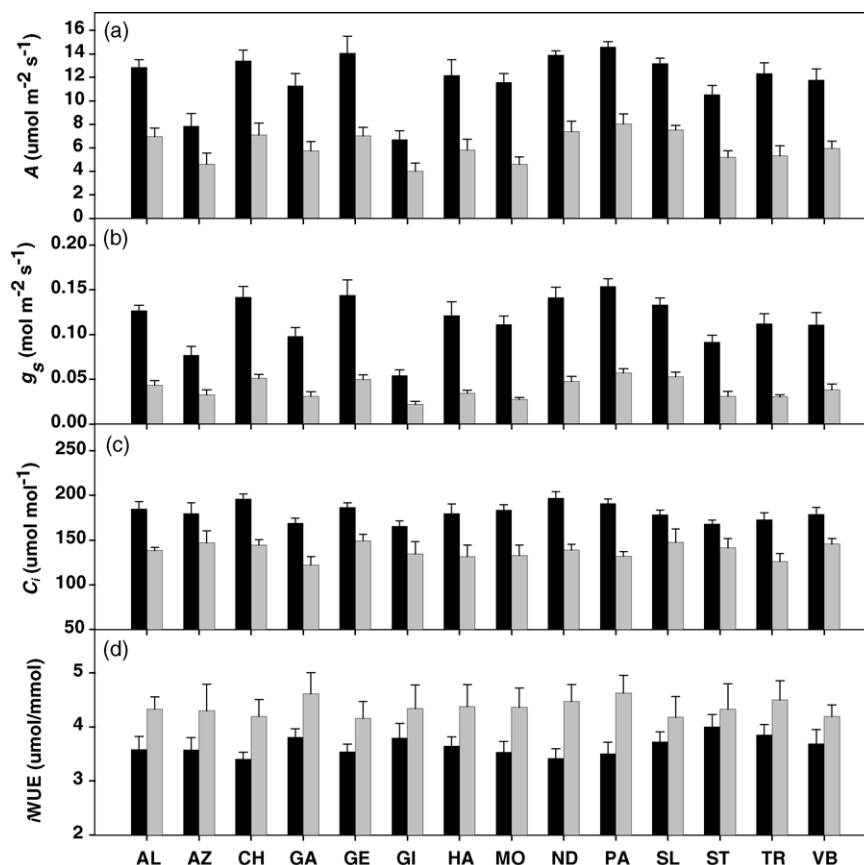 (a)
16
14
12
10
8
6
4
2
0
A (umol m⁻² s⁻¹)
(b)
0.20
0.15
0.10
0.05
0.00
gs (mol m⁻² s⁻¹)
(c)
250
200
150
100
50
Ci (umol mol⁻¹)
(d)
5
4
3
2
iWUE (umol/mmol)
AL AZ CH GA GE GI HA MO ND PA SL ST TR VB